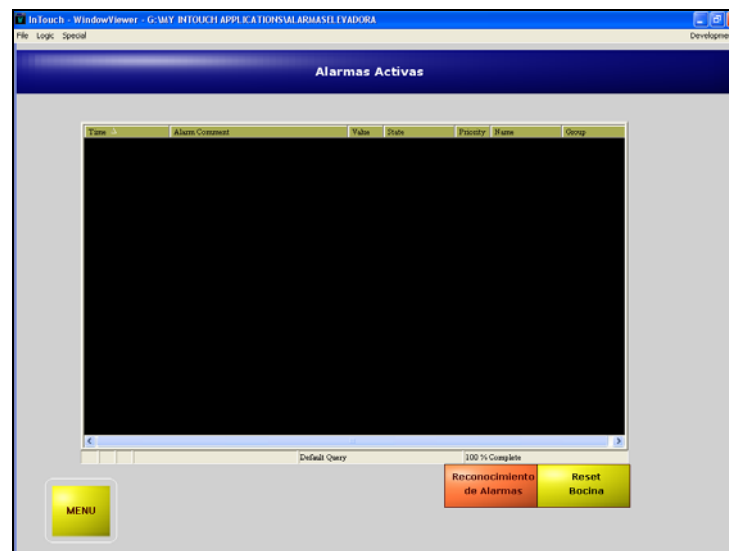 InTouch - WindowViewer - G:\MY INTOUCH APPLICATIONS\ALARMASELEVADORA
File Logic Special Developmen
Alarmas Activas
Time Alarm Comment Value State Priority Name Group
Default Query 100 % Complete
Reconocimiento Reset
de Alarmas Bocina
MENU